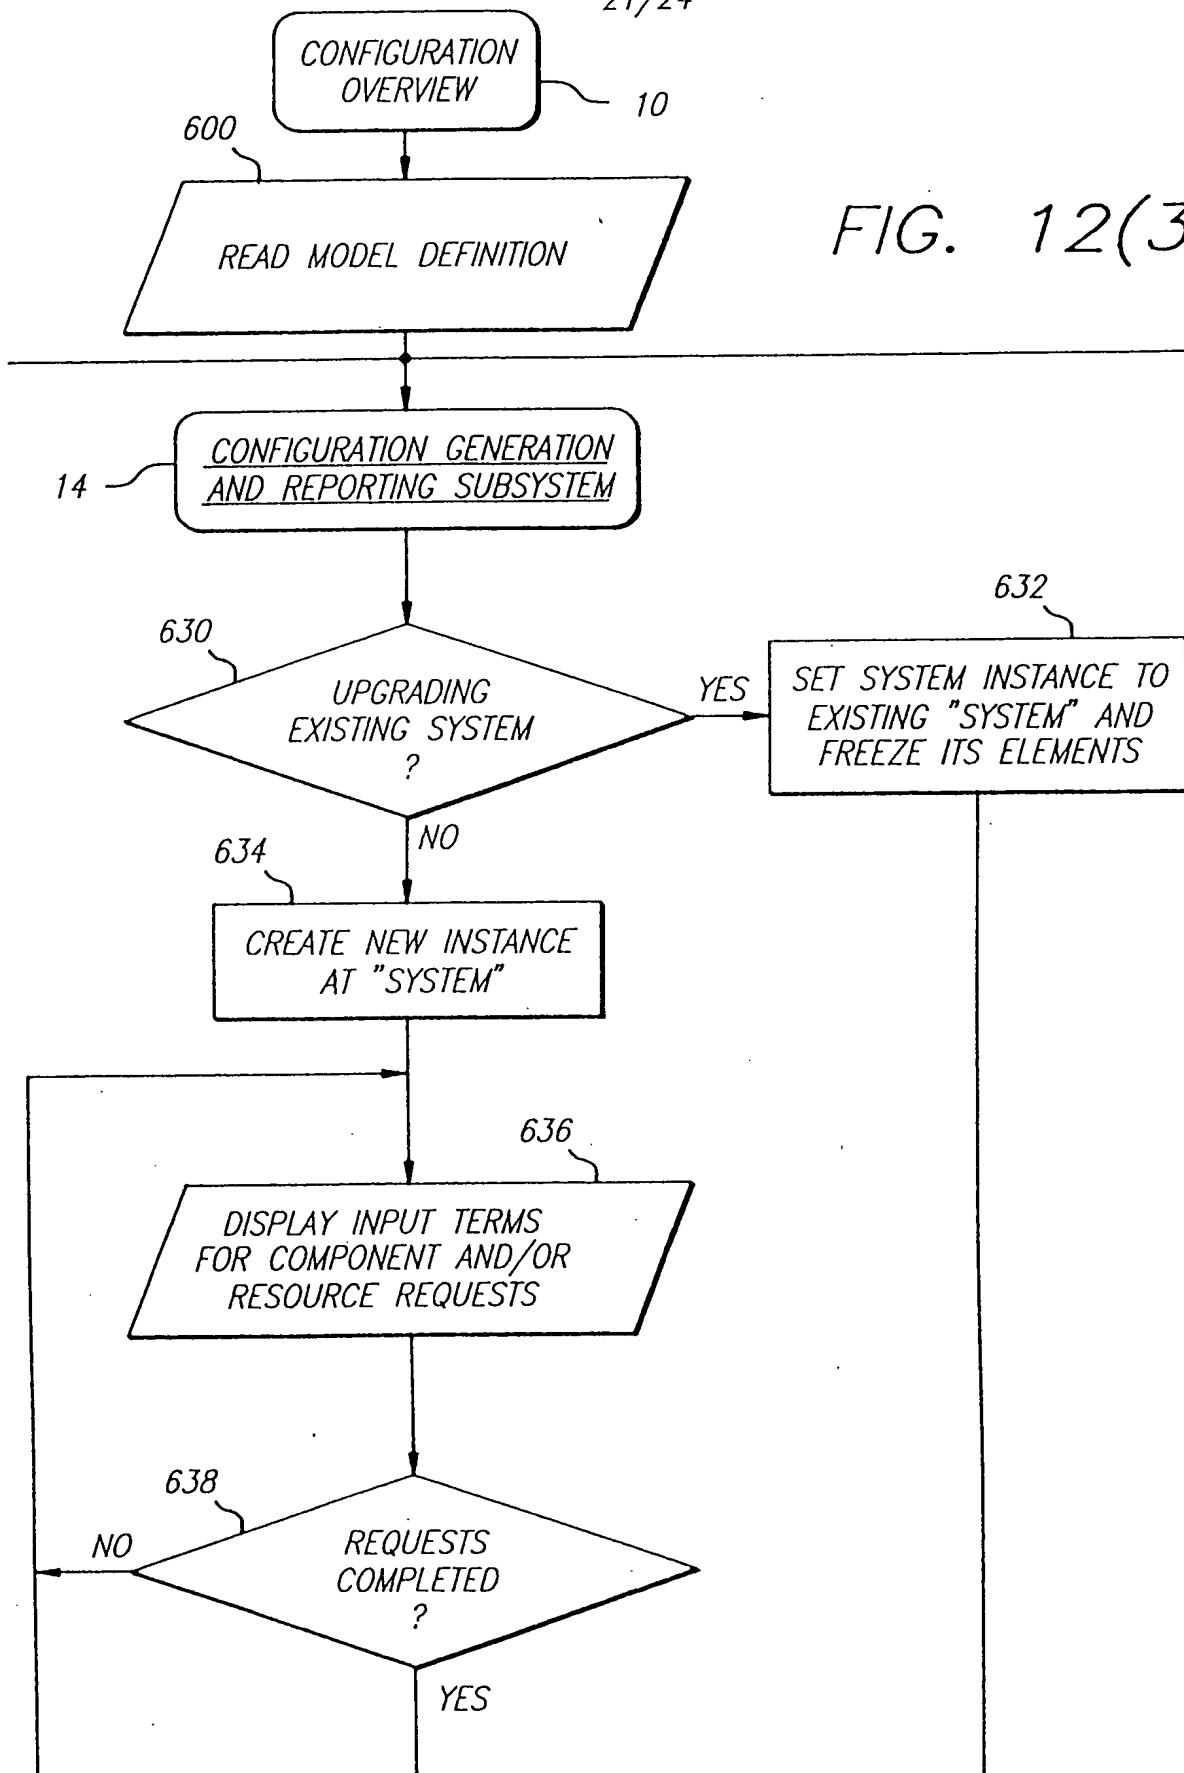 21/24
CONFIGURATION
OVERVIEW
10
600
READ MODEL DEFINITION
FIG. 12(3
CONFIGURATION GENERATION
AND REPORTING SUBSYSTEM
14
630
UPGRADING
EXISTING SYSTEM
?
YES
632
SET SYSTEM INSTANCE TO
EXISTING "SYSTEM" AND
FREEZE ITS ELEMENTS
NO
634
CREATE NEW INSTANCE
AT "SYSTEM"
636
DISPLAY INPUT TERMS
FOR COMPONENT AND/OR
RESOURCE REQUESTS
638
NO
REQUESTS
COMPLETED
?
YES